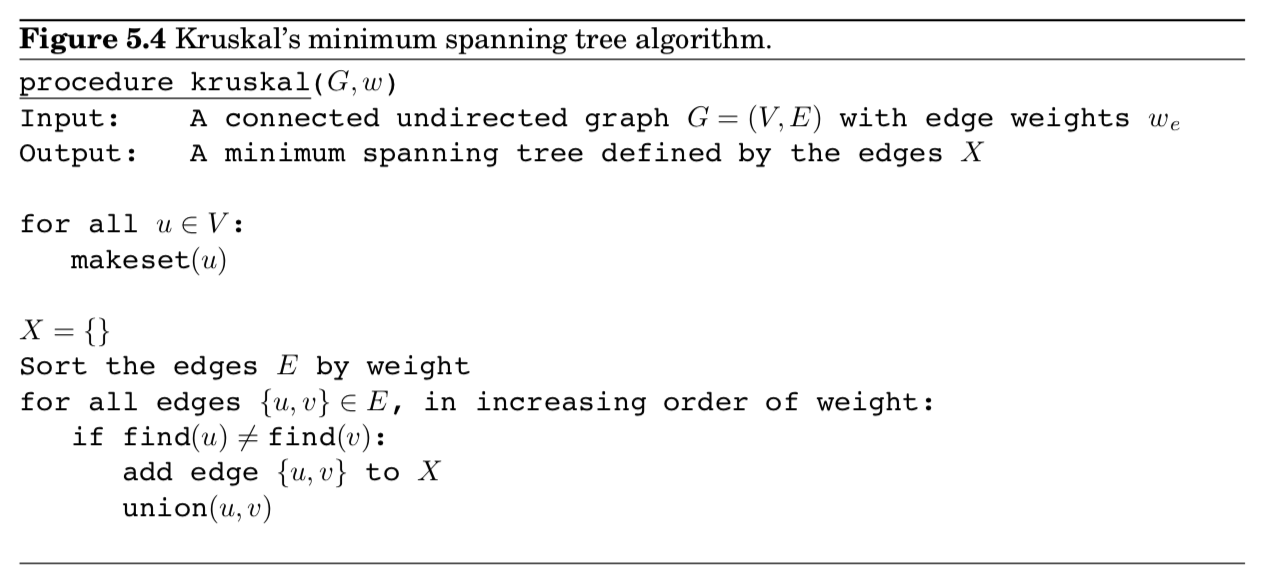 Figure 5.4 Kruskal's minimum spanning tree algorithm.
procedure kruskal(G, w)
Input: A connected undirected graph G = (V, E) with edge weights wₑ
Output: A minimum spanning tree defined by the edges X
for all u ∈ V:
makeset(u)
X = {}
Sort the edges E by weight
for all edges {u, v} ∈ E, in increasing order of weight:
if find(u) ≠ find(v):
add edge {u, v} to X
union(u, v)